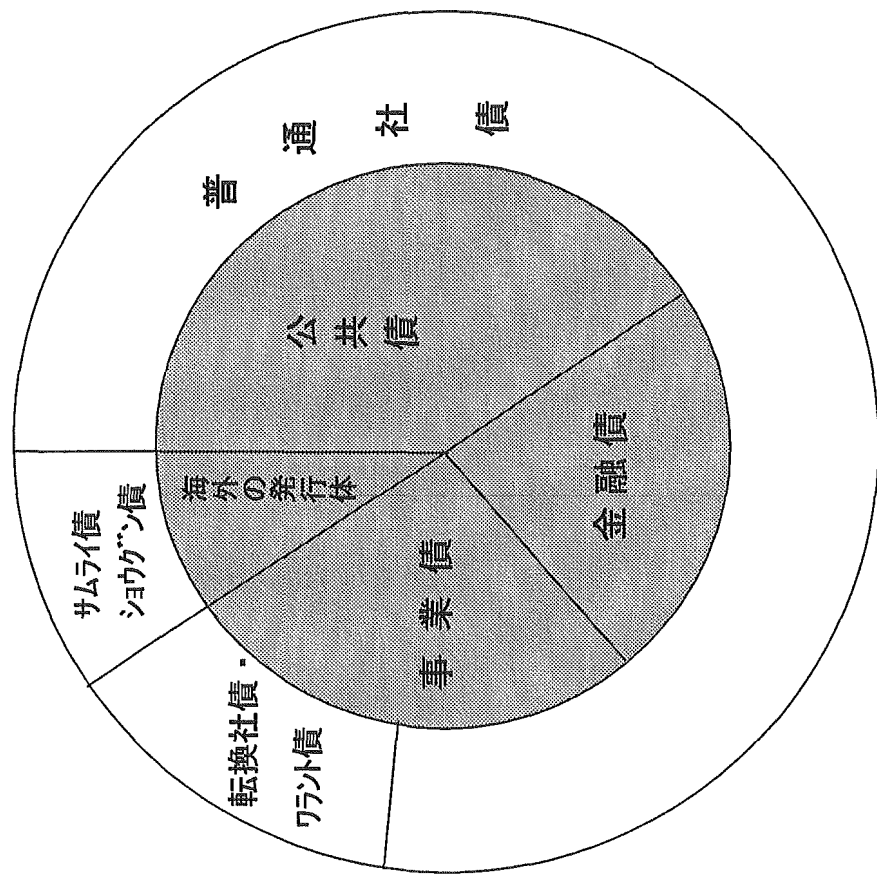 普通社債
公共債
海外の発行体
サムライ債
ショウグン債
転換社債・
ワラント債
事業債
金融債